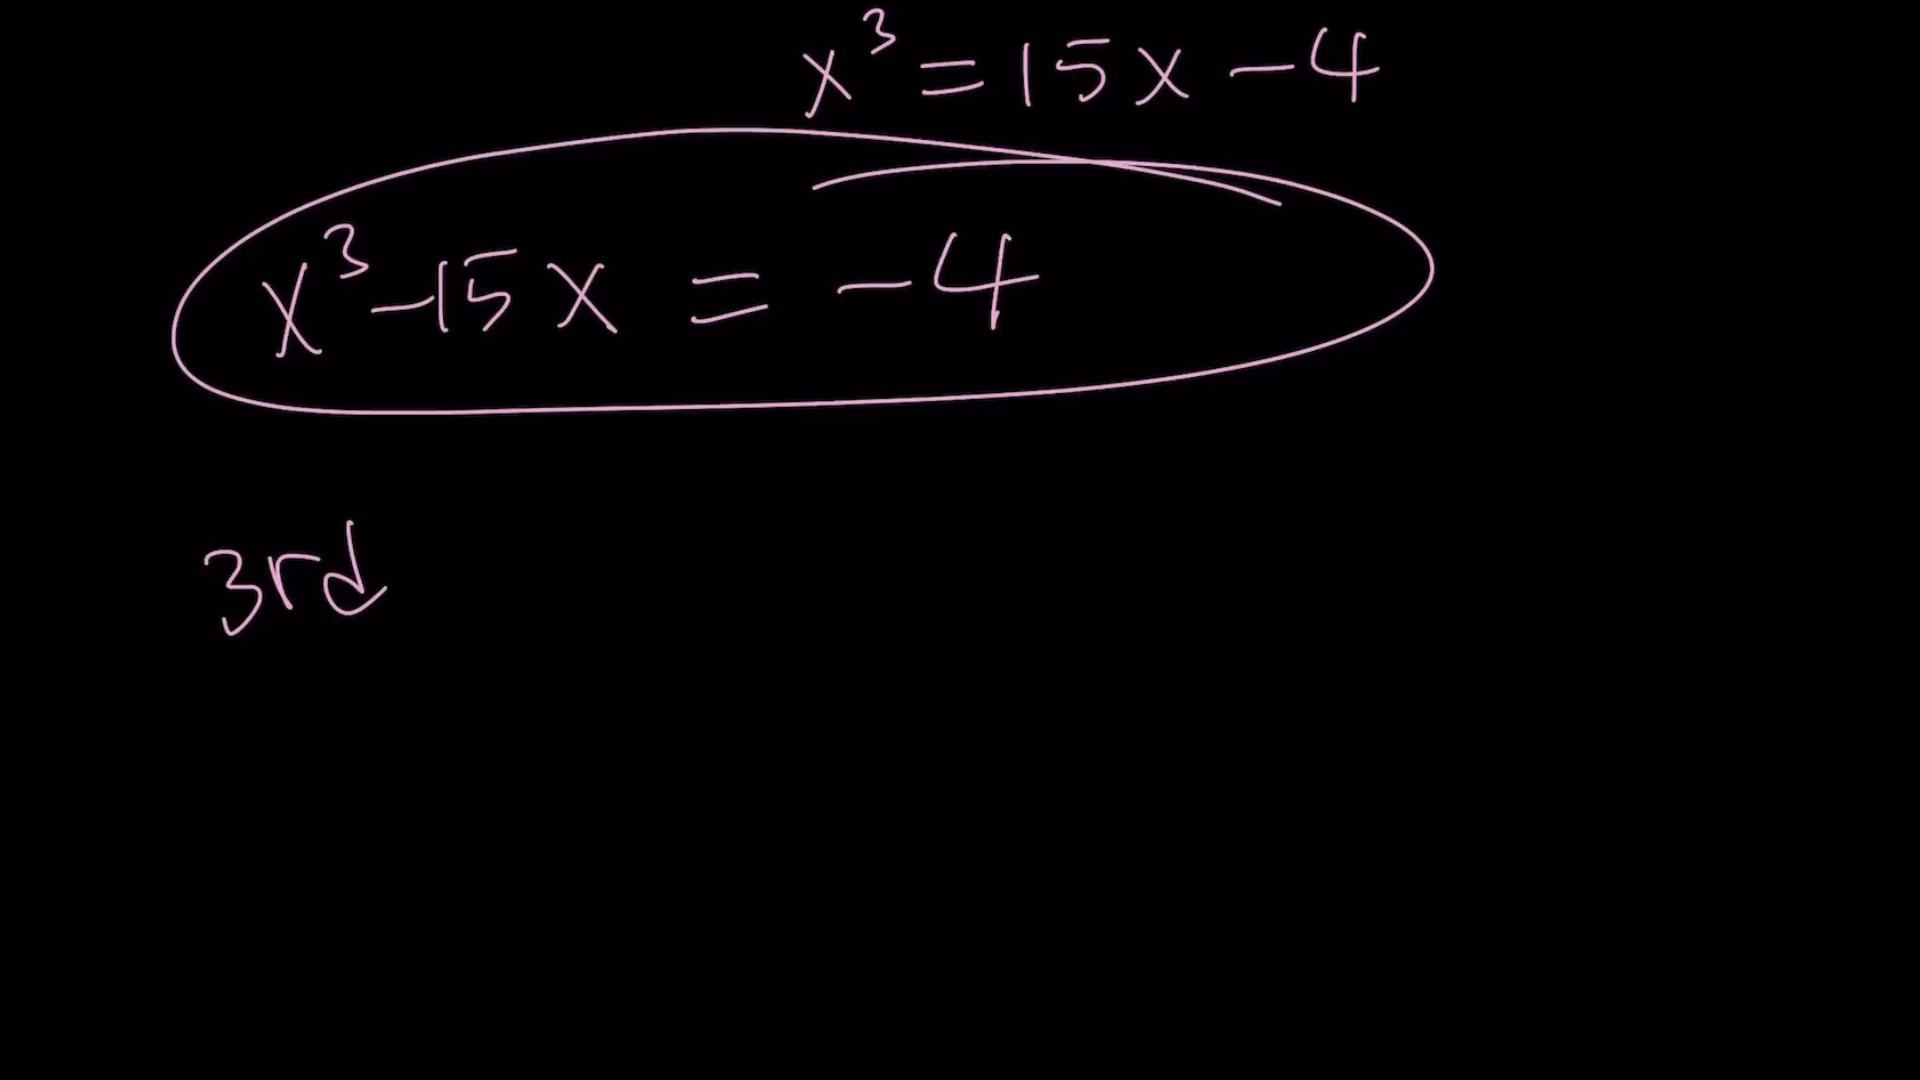 x³ = 15x - 4
x³ - 15x = -4
3rd